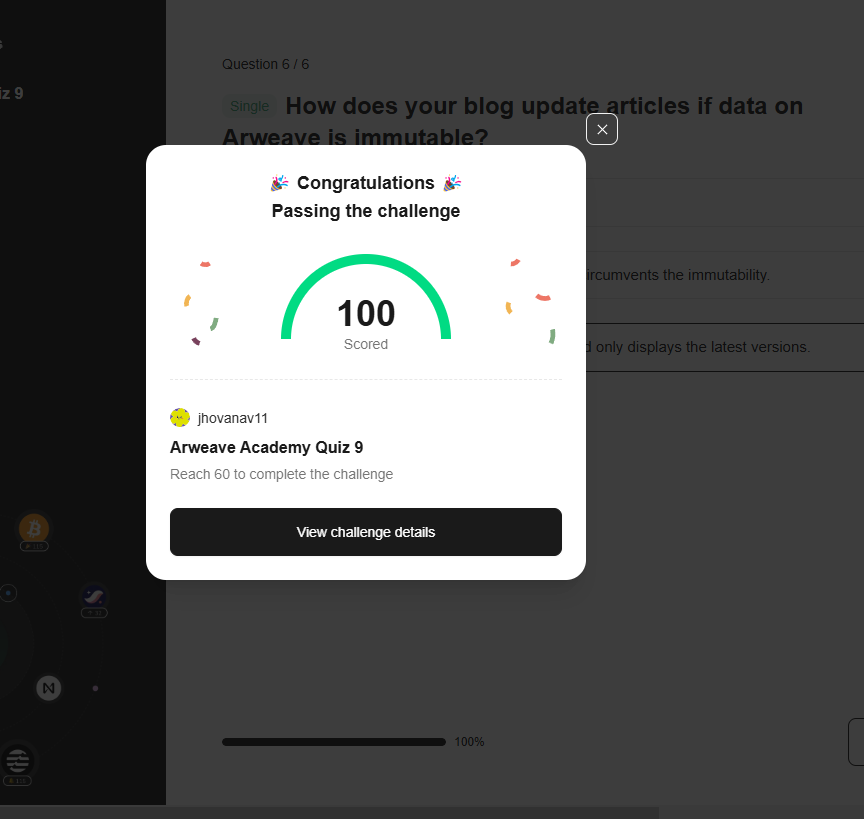 s
iz 9
Question 6 / 6
Single How does your blog update articles if data on
Arweave is immutable?
🎉 Congratulations 🎉
Passing the challenge
100
Scored
ircumvents the immutability.
d only displays the latest versions.
jhovanav11
Arweave Academy Quiz 9
Reach 60 to complete the challenge
View challenge details
100%